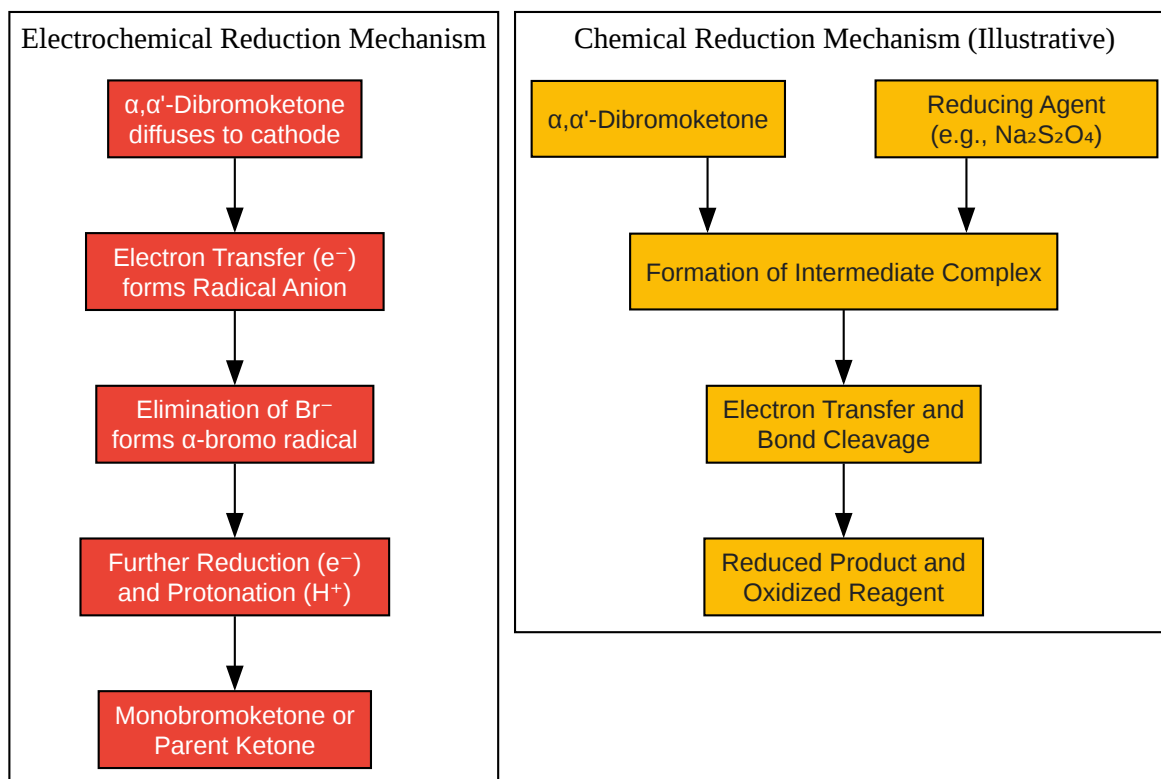 Electrochemical Reduction Mechanism
α,α'-Dibromoketone
diffuses to cathode
Electron Transfer (e⁻)
forms Radical Anion
Elimination of Br⁻
forms α-bromo radical
Further Reduction (e⁻)
and Protonation (H⁺)
Monobromoketone or
Parent Ketone
Chemical Reduction Mechanism (Illustrative)
α,α'-Dibromoketone
Reducing Agent
(e.g., Na₂S₂O₄)
Formation of Intermediate Complex
Electron Transfer and
Bond Cleavage
Reduced Product and
Oxidized Reagent